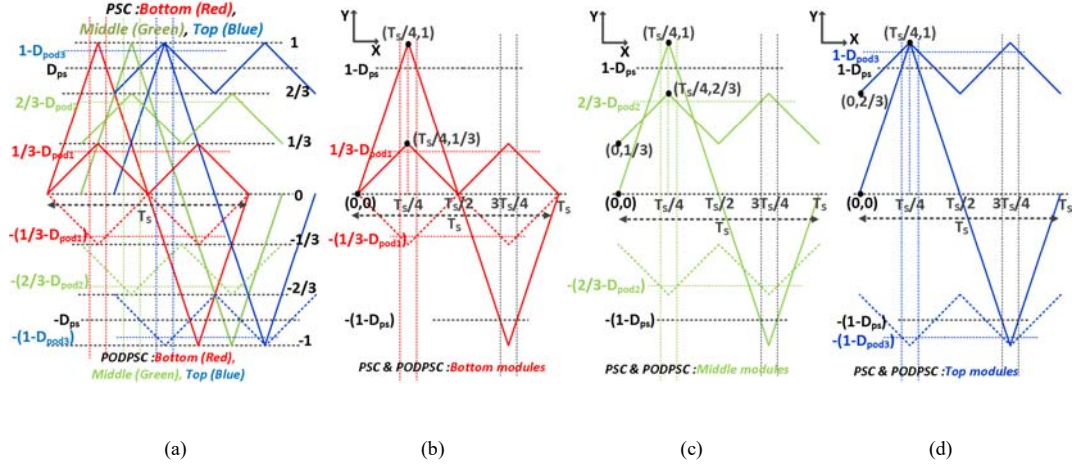 PSC :Bottom (Red),
Middle (Green), Top (Blue)
1-Dpod3
Dps
2/3-Dpod2
1/3-Dpod1
-(1/3-Dpod1)
-(2/3-Dpod2)
-Dps
-(1-Dpod3)
1
2/3
1/3
0
-1/3
-2/3
-1
TS
PODPSC :Bottom (Red),
Middle (Green), Top (Blue)
(a)
Y
X
(TS/4,1)
1-Dps
1/3-Dpod1
(TS/4,1/3)
(0,0)
TS/4
TS/2
3TS/4
TS
TS
-(1/3-Dpod1)
-(1-Dps)
PSC & PODPSC :Bottom modules
(b)
Y
X
(TS/4,1)
1-Dps
2/3-Dpod2
(TS/4,2/3)
(0,1/3)
(0,0)
TS/4
TS/2
3TS/4
TS
TS
-(2/3-Dpod2)
-(1-Dps)
PSC & PODPSC :Middle modules
(c)
Y
X
(TS/4,1)
1-Dpod3
1-Dps
(0,2/3)
(0,0)
TS/4
TS/2
3TS/4
TS
TS
-(1-Dps)
-(1-Dpod3)
PSC & PODPSC :Top modules
(d)